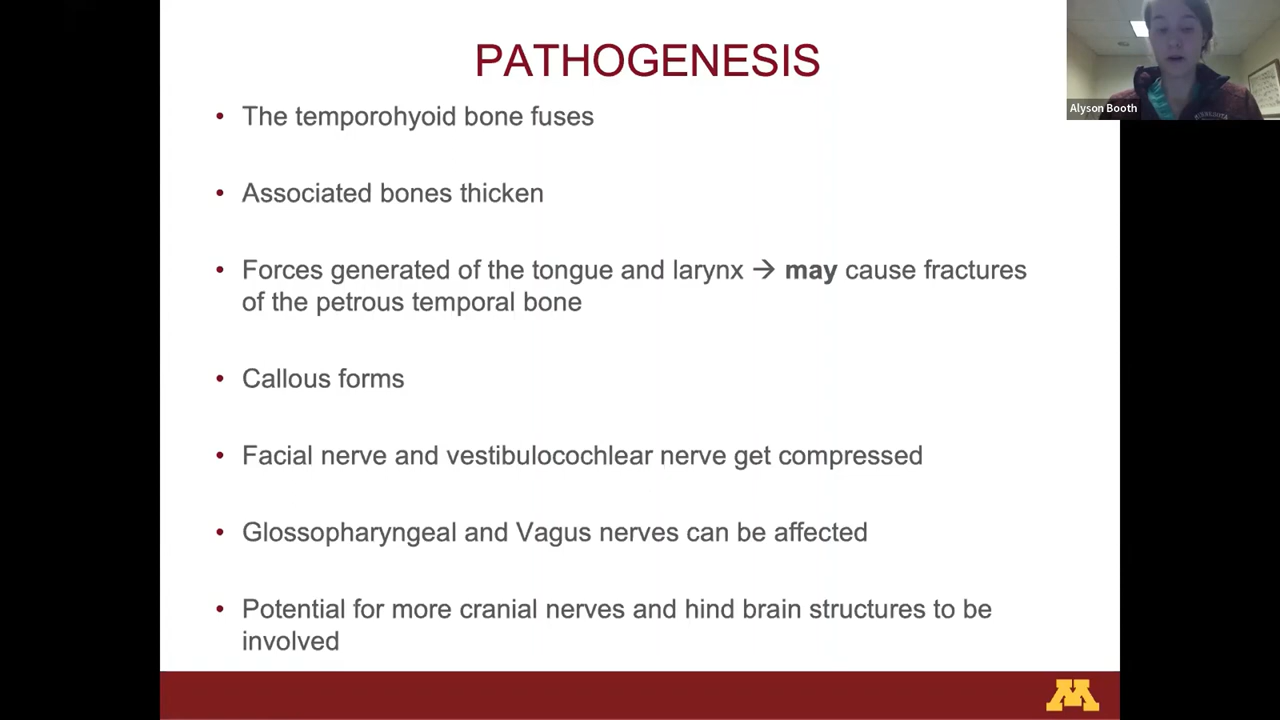 PATHOGENESIS
• The temporohyoid bone fuses
• Associated bones thicken
• Forces generated of the tongue and larynx → may cause fractures
of the petrous temporal bone
• Callous forms
• Facial nerve and vestibulocochlear nerve get compressed
• Glossopharyngeal and Vagus nerves can be affected
• Potential for more cranial nerves and hind brain structures to be
involved
Alyson Booth
MINNESOTA
M